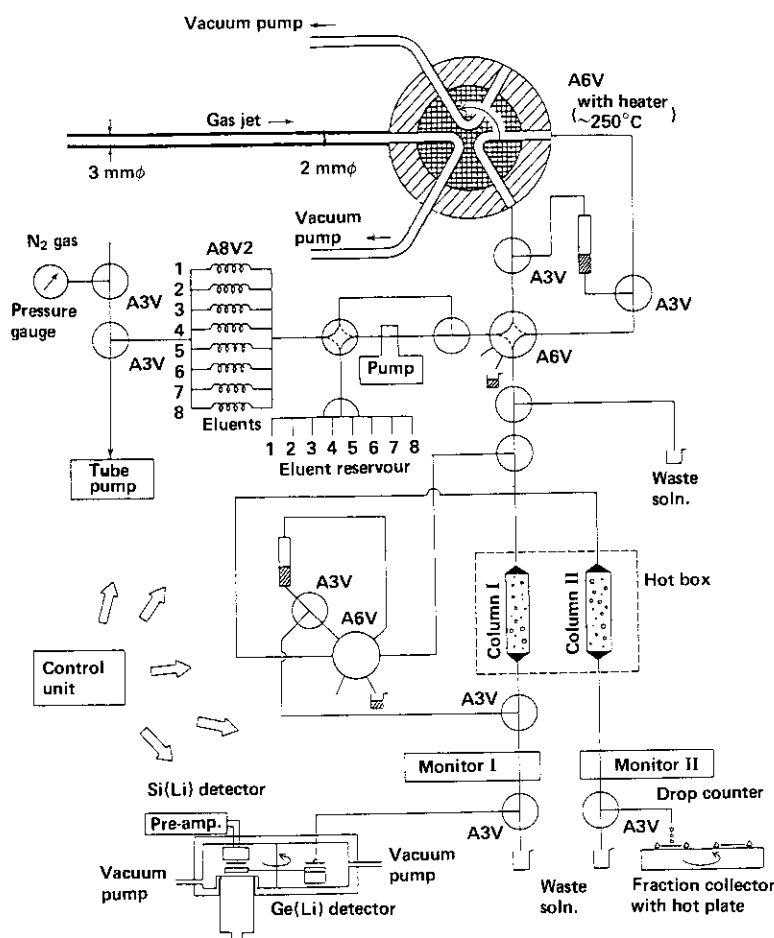 Vacuum pump
A6V
with heater
(~250°C
Gas jet
3 mmφ
2 mmφ
Vacuum
pump
N₂ gas
A8V2
1
2
3
4
5
6
7
8
Eluents
Pressure
gauge
A3V
A3V
A3V
A3V
Pump
A6V
1 2 3 4 5 6 7 8
Eluent reservour
Tube
pump
Waste
soln.
A3V
A6V
Column I
Column II
Hot box
Control
unit
A3V
Monitor I
Monitor II
Si(Li) detector
Drop counter
Pre-amp.
A3V
A3V
Vacuum
pump
Vacuum
pump
Ge(Li) detector
Waste
soln.
Fraction collector
with hot plate